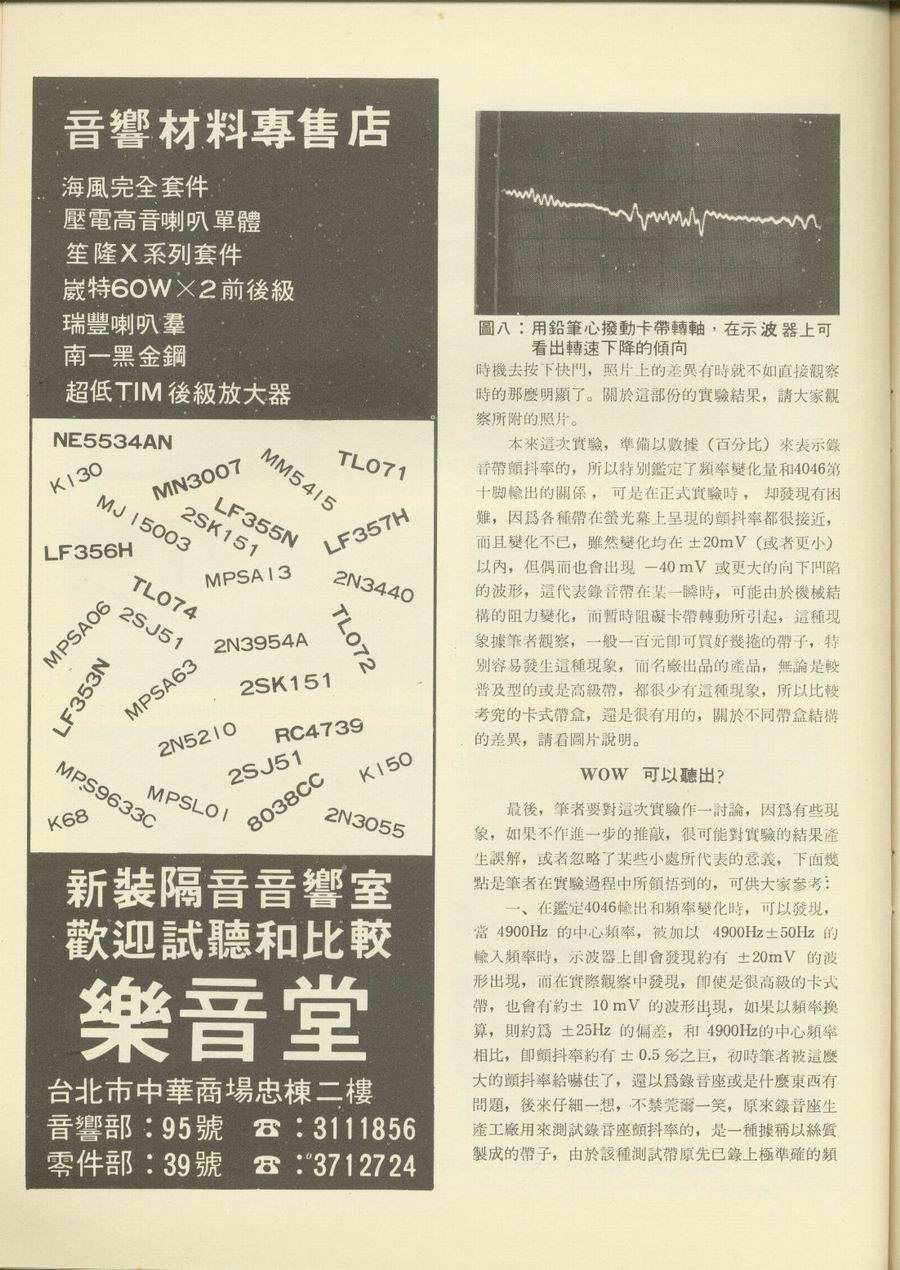 音響材料專售店
海風完全套件
壓電高音喇叭單體
笙隆X系列套件
崴特60W×2前後級
瑞豐喇叭羣
南一黑金鋼
超低TIM後級放大器
NE5534AN
K130
MN3007
MM5415
TL071
MJ15003
2SK151
LF355N
LF357H
LF356H
MPSA13
2N3440
TL074
MPSA06
2SJ51
2N3954A
TL072
LF353N
MPSA63
2SK151
2N5210
RC4739
2SJ51
K150
MPS9633C
MPSL01
8038CC
K68
2N3055
新裝隔音音響室
歡迎試聽和比較
樂音堂
台北市中華商場忠棟二樓
音響部：95號 ☎：3111856
零件部：39號 ☎：3712724
圖八：用鉛筆心撥動卡帶轉軸，在示波器上可
看出轉速下降的傾向
時機去按下快門，照片上的差異有時就不如直接觀察
時的那麼明顯了。關於這部份的實驗結果，請大家觀
察所附的照片。
本來這次實驗，準備以數據（百分比）來表示錄
音帶顫抖率的，所以特別鑑定了頻率變化量和4046第
十脚輸出的關係，可是在正式實驗時，却發現有困
難，因爲各種帶在螢光幕上呈現的顫抖率都很接近，
而且變化不已，雖然變化均在±20mV（或者更小）
以內，但偶而也會出現 －40 mV 或更大的向下凹陷
的波形，這代表錄音帶在某一瞬時，可能由於機械結
構的阻力變化，而暫時阻礙卡帶轉動所引起，這種現
象據筆者觀察，一般一百元卽可買好幾捲的帶子，特
別容易發生這種現象，而名廠出品的產品，無論是較
普及型的或是高級帶，都很少有這種現象，所以比較
考究的卡式帶盒，還是很有用的，關於不同帶盒結構
的差異，請看圖片說明。
WOW 可以聽出？
最後，筆者要對這次實驗作一討論，因爲有些現
象，如果不作進一步的推敲，很可能對實驗的結果產
生誤解，或者忽略了某些小處所代表的意義，下面幾
點是筆者在實驗過程中所領悟到的，可供大家參考：
一、在鑑定4046輸出和頻率變化時，可以發現，
當 4900Hz 的中心頻率，被加以 4900Hz±50Hz 的
輸入頻率時，示波器上卽會發現約有 ±20mV 的波
形出現，而在實際觀察中發現，卽使是很高級的卡式
帶，也會有約± 10 mV 的波形出現，如果以頻率換
算，則約爲 ±25Hz 的偏差，和 4900Hz的中心頻率
相比，卽顫抖率約有 ± 0.5 %之巨，初時筆者被這麼
大的顫抖率給嚇住了，還以爲錄音座或是什麼東西有
問題，後來仔細一想，不禁莞爾一笑，原來錄音座生
產工廠用來測試錄音座顫抖率的，是一種據稱以絲質
製成的帶子，由於該種測試帶原先已錄上極準確的頻